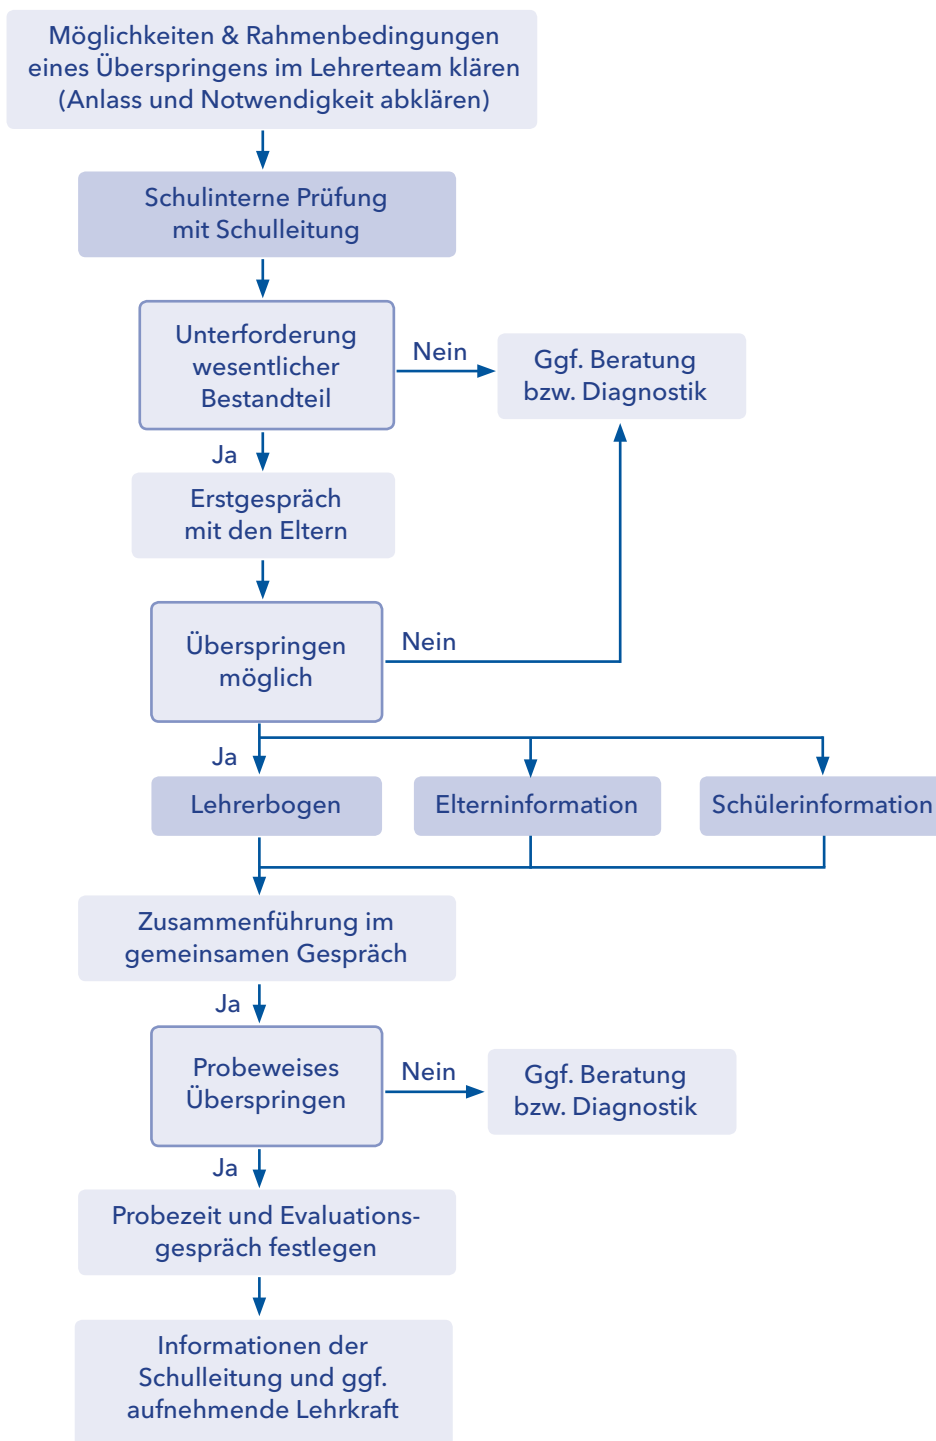 Möglichkeiten & Rahmenbedingungen
eines Überspringens im Lehrerteam klären
(Anlass und Notwendigkeit abklären)
Schulinterne Prüfung
mit Schulleitung
Unterforderung
wesentlicher
Bestandteil
Nein
Ggf. Beratung
bzw. Diagnostik
Ja
Erstgespräch
mit den Eltern
Überspringen
möglich
Nein
Ja
Lehrerbogen
Elterninformation
Schülerinformation
Zusammenführung im
gemeinsamen Gespräch
Ja
Probeweises
Überspringen
Nein
Ggf. Beratung
bzw. Diagnostik
Ja
Probezeit und Evaluations-
gespräch festlegen
Informationen der
Schulleitung und ggf.
aufnehmende Lehrkraft